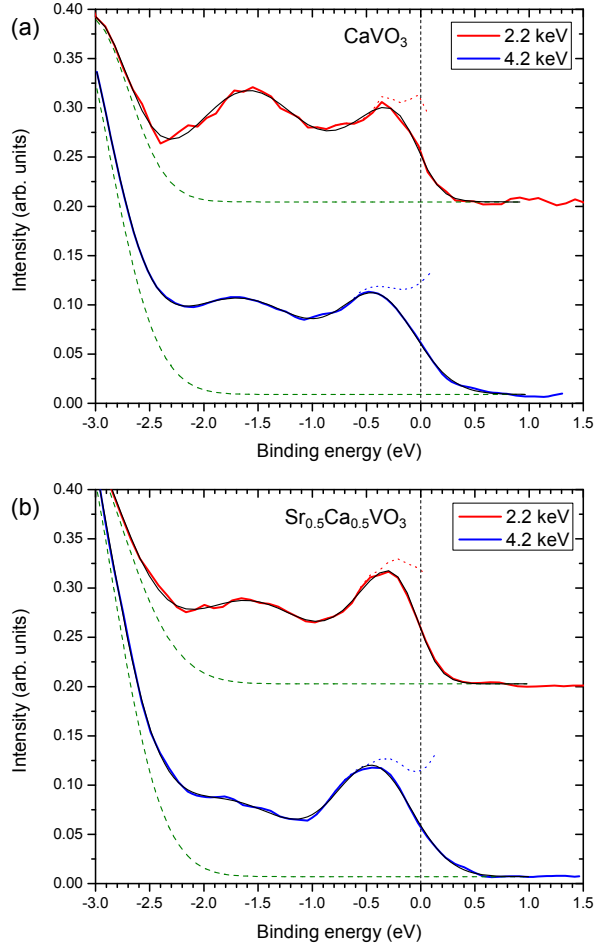 (a)
CaVO₃
2.2 keV
4.2 keV
Intensity (arb. units)
0.40
0.35
0.30
0.25
0.20
0.15
0.10
0.05
0.00
-3.0 -2.5 -2.0 -1.5 -1.0 -0.5 0.0 0.5 1.0 1.5
Binding energy (eV)
(b)
Sr₀.₅Ca₀.₅VO₃
2.2 keV
4.2 keV
Intensity (arb. units)
0.40
0.35
0.30
0.25
0.20
0.15
0.10
0.05
0.00
-3.0 -2.5 -2.0 -1.5 -1.0 -0.5 0.0 0.5 1.0 1.5
Binding energy (eV)